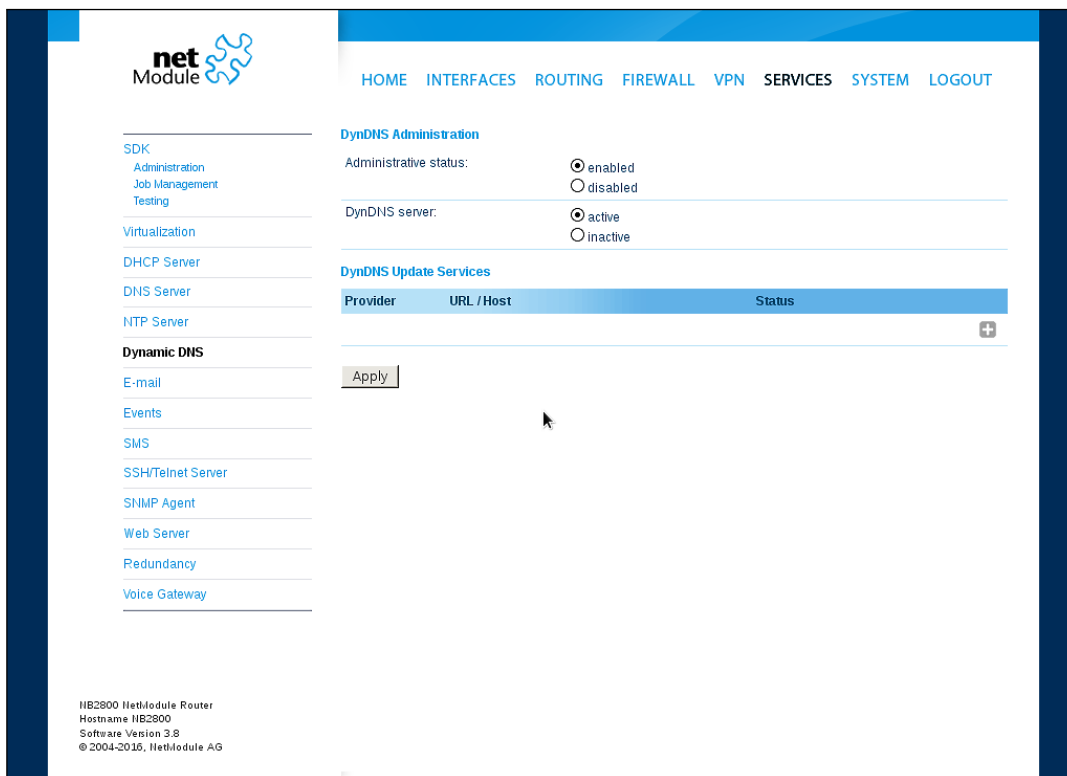 net
Module
HOME INTERFACES ROUTING FIREWALL VPN SERVICES SYSTEM LOGOUT
SDK
Administration
Job Management
Testing
Virtualization
DHCP Server
DNS Server
NTP Server
Dynamic DNS
E-mail
Events
SMS
SSH/Telnet Server
SNMP Agent
Web Server
Redundancy
Voice Gateway
DynDNS Administration
Administrative status:
enabled
disabled
DynDNS server:
active
inactive
DynDNS Update Services
Provider URL / Host Status
Apply
NB2800 NetModule Router
Hostname NB2800
Software Version 3.8
© 2004-2016, NetModule AG